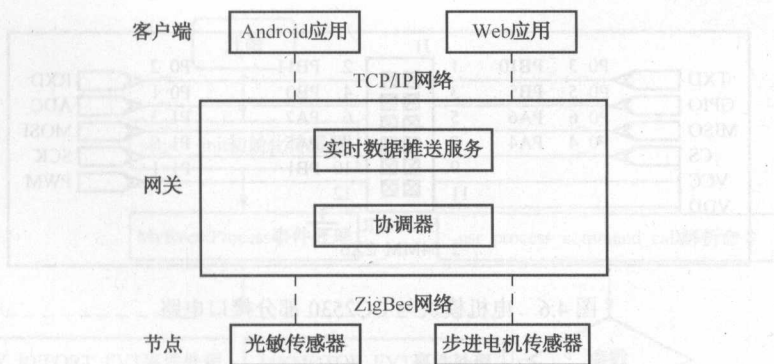 客户端
Android应用
Web应用
TCP/IP网络
实时数据推送服务
网关
协调器
ZigBee网络
节点
光敏传感器
步进电机传感器